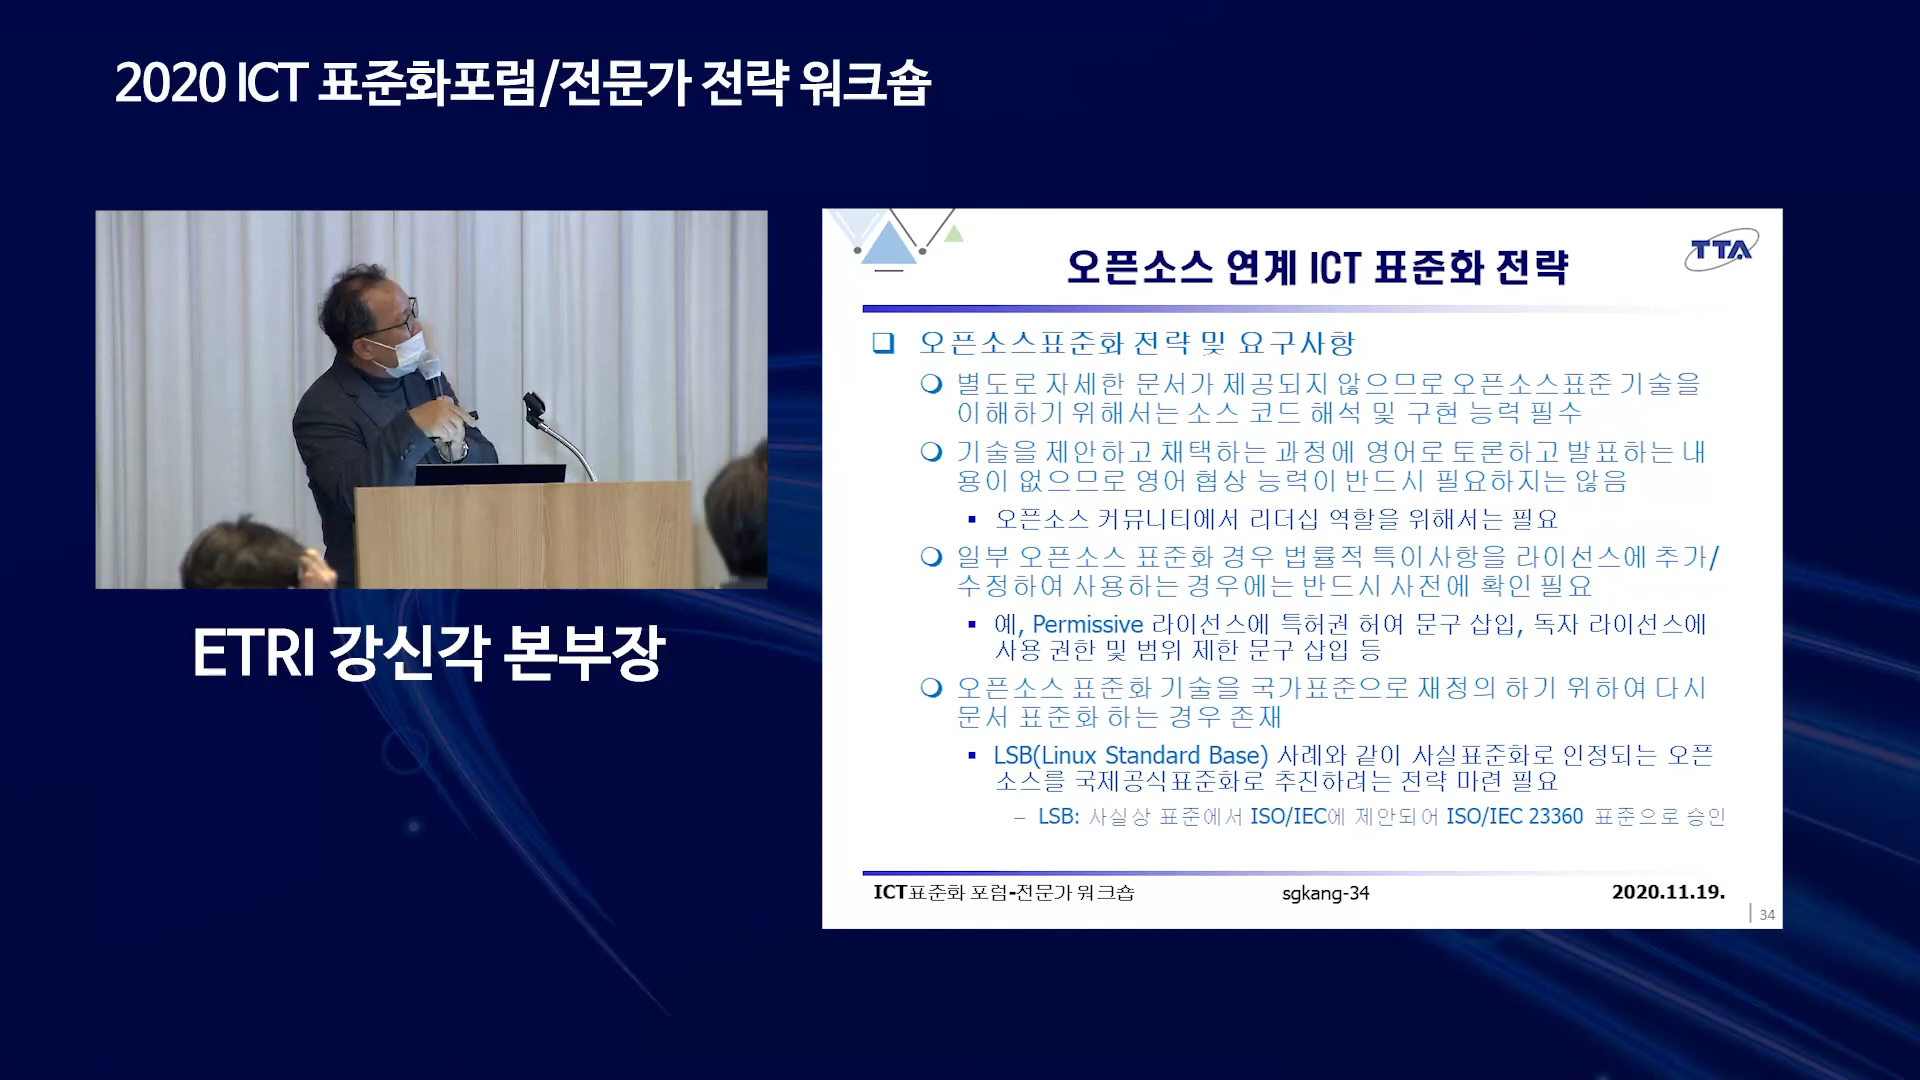 2020 ICT 표준화포럼/전문가 전략 워크숍
ETRI 강신각 본부장
TTA
오픈소스 연계 ICT 표준화 전략
❑ 오픈소스표준화 전략 및 요구사항
❍ 별도로 자세한 문서가 제공되지 않으므로 오픈소스표준 기술을
이해하기 위해서는 소스 코드 해석 및 구현 능력 필수
❍ 기술을 제안하고 채택하는 과정에 영어로 토론하고 발표하는 내
용이 없으므로 영어 협상 능력이 반드시 필요하지는 않음
▪ 오픈소스 커뮤니티에서 리더십 역할을 위해서는 필요
❍ 일부 오픈소스 표준화 경우 법률적 특이사항을 라이선스에 추가/
수정하여 사용하는 경우에는 반드시 사전에 확인 필요
▪ 예, Permissive 라이선스에 특허권 허여 문구 삽입, 독자 라이선스에
사용 권한 및 범위 제한 문구 삽입 등
❍ 오픈소스 표준화 기술을 국가표준으로 재정의 하기 위하여 다시
문서 표준화 하는 경우 존재
▪ LSB(Linux Standard Base) 사례와 같이 사실표준화로 인정되는 오픈
소스를 국제공식표준화로 추진하려는 전략 마련 필요
– LSB: 사실상 표준에서 ISO/IEC에 제안되어 ISO/IEC 23360 표준으로 승인
ICT표준화 포럼-전문가 워크숍 sgkang-34 2020.11.19.
34